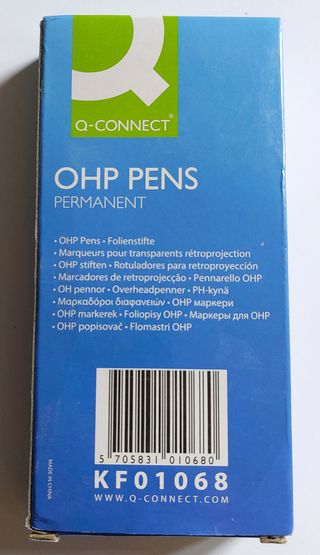 Q-CONNECT®
OHP PENS
PERMANENT
• OHP Pens • Folienstifte
• Marqueurs pour transparents rétroprojection
• OHP stiften • Rotuladores para retroproyección
• Marcadores de retroprojecção • Pennarello OHP
• OH pennor • Overheadpenner • PH-kynä
• Μαρκαδόροι διαφανειών • OHP маркери
• OHP markerek • Foliopisy OHP • Маркеры для OHP
• OHP popisovač • Flomastri OHP
5 705831 010680
KF01068
WWW.Q-CONNECT.COM
MADE IN CHINA